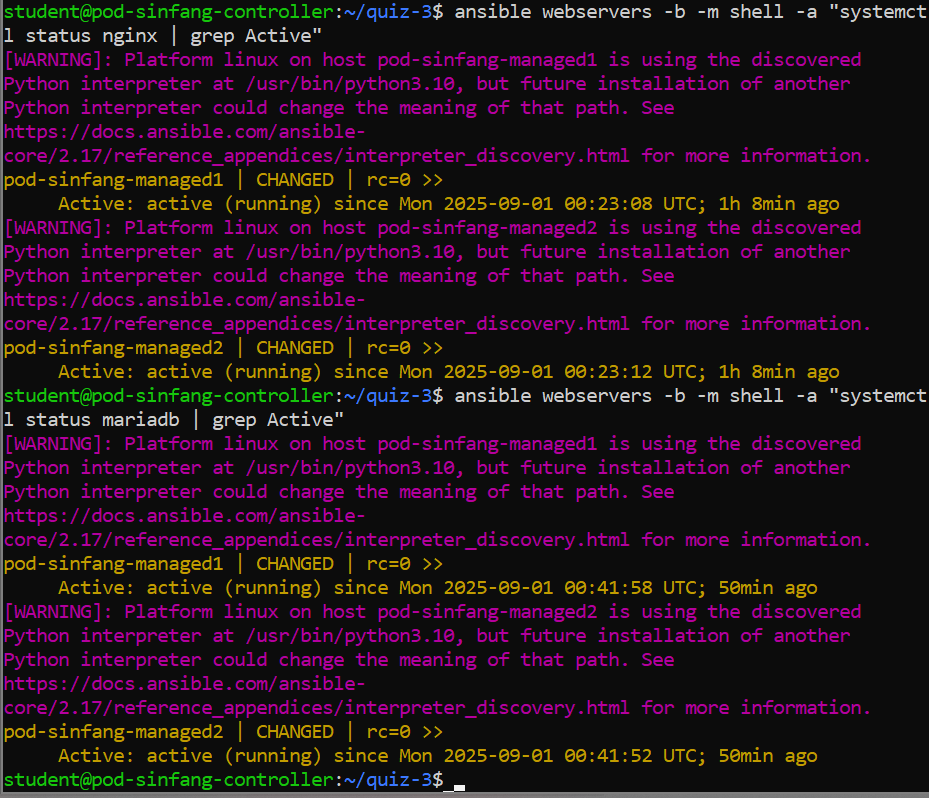 student@pod-sinfang-controller:~/quiz-3$ ansible webservers -b -m shell -a "systemct
l status nginx | grep Active"
[WARNING]: Platform linux on host pod-sinfang-managed1 is using the discovered
Python interpreter at /usr/bin/python3.10, but future installation of another
Python interpreter could change the meaning of that path. See
https://docs.ansible.com/ansible-
core/2.17/reference_appendices/interpreter_discovery.html for more information.
pod-sinfang-managed1 | CHANGED | rc=0 >>
     Active: active (running) since Mon 2025-09-01 00:23:08 UTC; 1h 8min ago
[WARNING]: Platform linux on host pod-sinfang-managed2 is using the discovered
Python interpreter at /usr/bin/python3.10, but future installation of another
Python interpreter could change the meaning of that path. See
https://docs.ansible.com/ansible-
core/2.17/reference_appendices/interpreter_discovery.html for more information.
pod-sinfang-managed2 | CHANGED | rc=0 >>
     Active: active (running) since Mon 2025-09-01 00:23:12 UTC; 1h 8min ago
student@pod-sinfang-controller:~/quiz-3$ ansible webservers -b -m shell -a "systemct
l status mariadb | grep Active"
[WARNING]: Platform linux on host pod-sinfang-managed1 is using the discovered
Python interpreter at /usr/bin/python3.10, but future installation of another
Python interpreter could change the meaning of that path. See
https://docs.ansible.com/ansible-
core/2.17/reference_appendices/interpreter_discovery.html for more information.
pod-sinfang-managed1 | CHANGED | rc=0 >>
     Active: active (running) since Mon 2025-09-01 00:41:58 UTC; 50min ago
[WARNING]: Platform linux on host pod-sinfang-managed2 is using the discovered
Python interpreter at /usr/bin/python3.10, but future installation of another
Python interpreter could change the meaning of that path. See
https://docs.ansible.com/ansible-
core/2.17/reference_appendices/interpreter_discovery.html for more information.
pod-sinfang-managed2 | CHANGED | rc=0 >>
     Active: active (running) since Mon 2025-09-01 00:41:52 UTC; 50min ago
student@pod-sinfang-controller:~/quiz-3$